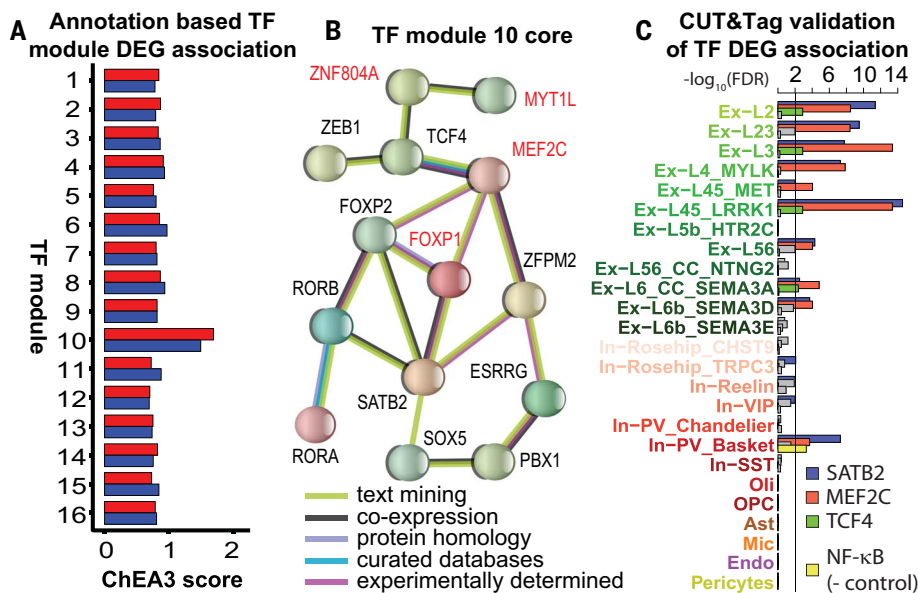 A
Annotation based TF
module DEG association
TF module
1
2
3
4
5
6
7
8
9
10
11
12
13
14
15
16
0
1
2
ChEA3 score
B
TF module 10 core
ZNF804A
MYT1L
ZEB1
TCF4
MEF2C
FOXP2
FOXP1
ZFPM2
RORB
ESRRG
SATB2
RORA
SOX5
PBX1
text mining
co-expression
protein homology
curated databases
experimentally determined
C
CUT&Tag validation
of TF DEG association
-log10(FDR)
2
6
10
14
Ex−L2
Ex−L23
Ex−L3
Ex−L4_MYLK
Ex−L45_MET
Ex−L45_LRRK1
Ex−L5b_HTR2C
Ex−L56
Ex−L56_CC_NTNG2
Ex−L6_CC_SEMA3A
Ex−L6b_SEMA3D
Ex−L6b_SEMA3E
In−Rosehip_CHST9
In−Rosehip_TRPC3
In−Reelin
In−VIP
In−PV_Chandelier
In−PV_Basket
In−SST
Oli
OPC
Ast
Mic
Endo
Pericytes
SATB2
MEF2C
TCF4
NF-κB
(- control)